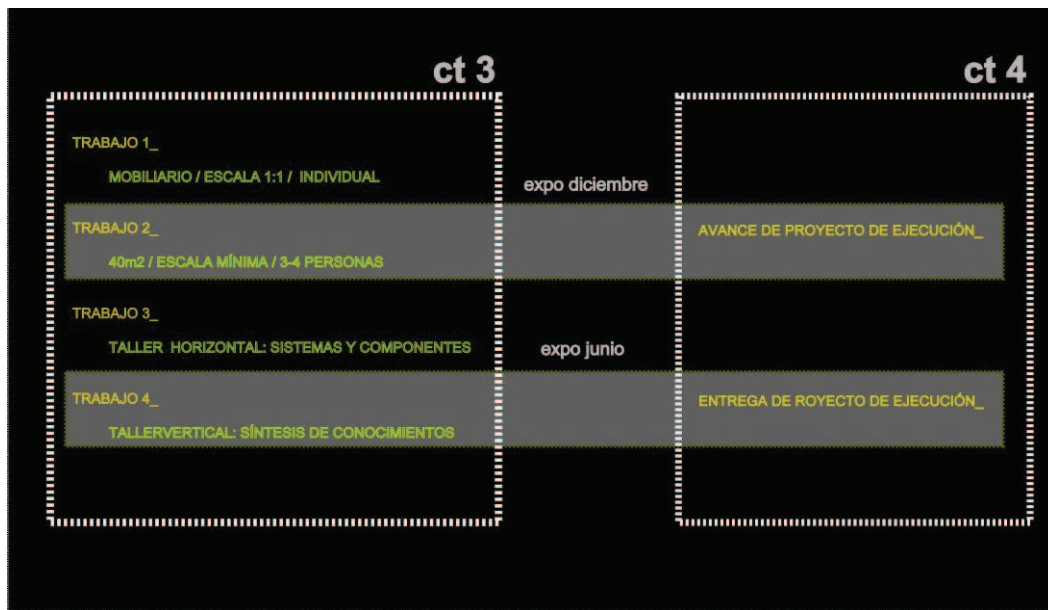 ct 3
ct 4
TRABAJO 1_
MOBILIARIO / ESCALA 1:1 / INDIVIDUAL
expo diciembre
TRABAJO 2_
AVANCE DE PROYECTO DE EJECUCIÓN_
40m2 / ESCALA MÍNIMA / 3-4 PERSONAS
TRABAJO 3_
TALLER HORIZONTAL: SISTEMAS Y COMPONENTES
expo junio
TRABAJO 4_
ENTREGA DE ROYECTO DE EJECUCIÓN_
TALLERVERTICAL: SÍNTESIS DE CONOCIMIENTOS